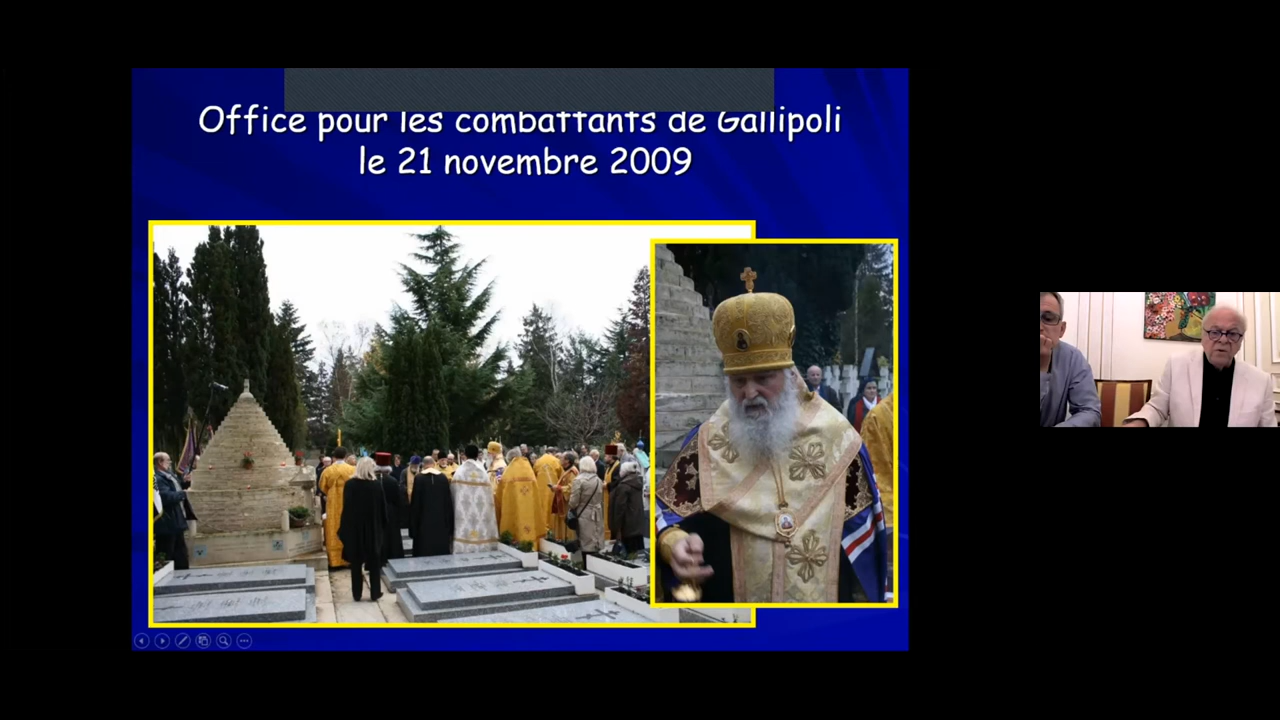 Office pour les combattants de Gallipoli
le 21 novembre 2009